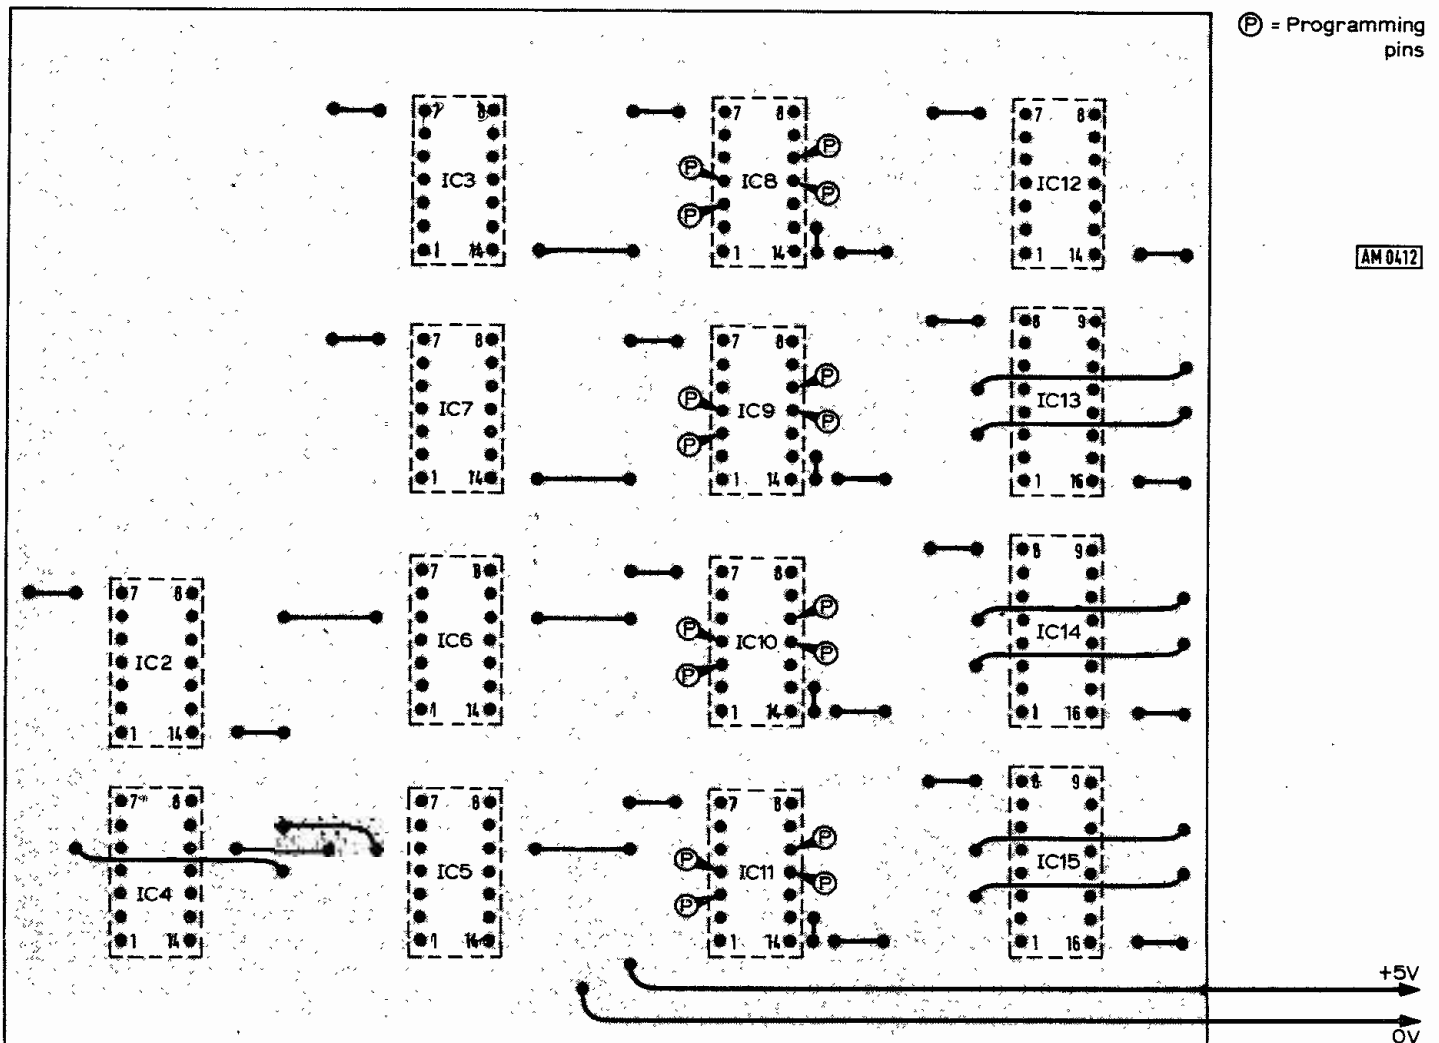 Ⓟ = Programming
pins
7 8
IC3
1 14
7 8
P
P
IC8
P
P
1 14
7 8
IC12
1 14
AM 0412
7 8
IC7
1 14
7 8
P
P
IC9
P
P
1 14
8 9
IC13
1 16
7 8
IC2
1 14
7 8
IC6
1 14
7 8
P
P
IC10
P
P
1 14
8 9
IC14
1 16
7 8
IC4
1 14
7 8
IC5
1 14
7 8
P
P
IC11
P
P
1 14
8 9
IC15
1 16
+5V
0V